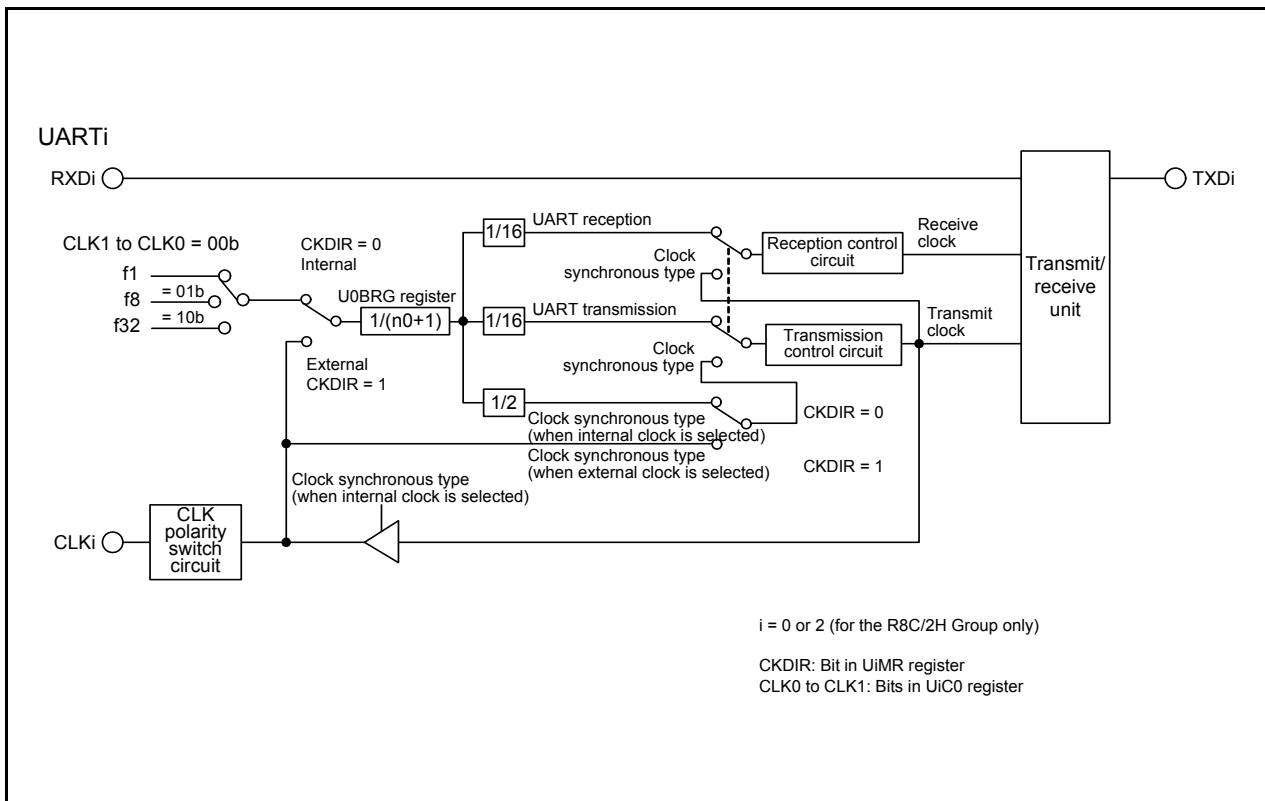 UARTi
RXDi
TXDi
CLK1 to CLK0 = 00b
f1
f8
= 01b
f32
= 10b
CKDIR = 0
Internal
U0BRG register
1/(n0+1)
External
CKDIR = 1
1/16
UART reception
Clock
synchronous type
Reception control
circuit
Receive
clock
1/16
UART transmission
Clock
synchronous type
Transmission
control circuit
Transmit
clock
Transmit/
receive
unit
1/2
Clock synchronous type
(when internal clock is selected)
CKDIR = 0
Clock synchronous type
(when external clock is selected)
CKDIR = 1
Clock synchronous type
(when internal clock is selected)
CLKi
CLK
polarity
switch
circuit
i = 0 or 2 (for the R8C/2H Group only)
CKDIR: Bit in UiMR register
CLK0 to CLK1: Bits in UiC0 register